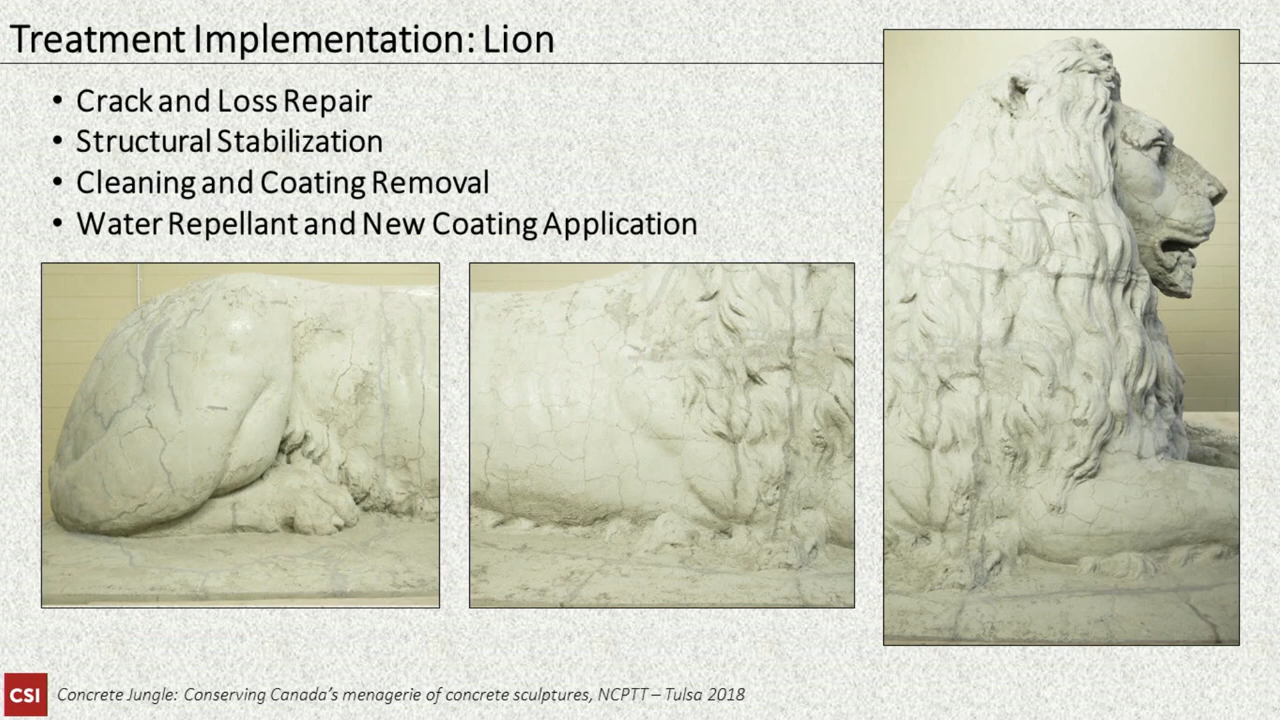 Treatment Implementation: Lion
• Crack and Loss Repair
• Structural Stabilization
• Cleaning and Coating Removal
• Water Repellant and New Coating Application
CSI
Concrete Jungle: Conserving Canada's menagerie of concrete sculptures, NCPTT – Tulsa 2018